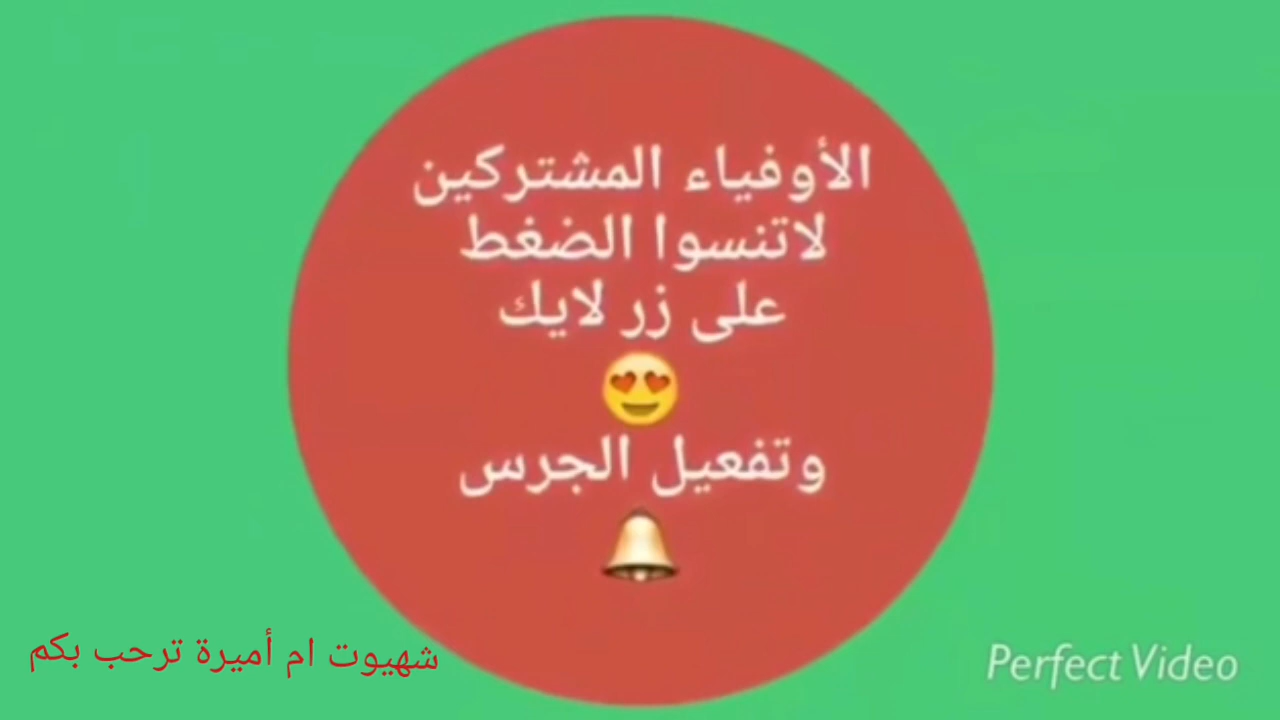 الأوفياء المشتركين
لاتنسوا الضغط
على زر لايك
😍
وتفعيل الجرس
🔔
شهيوت ام أميرة ترحب بكم
Perfect Video